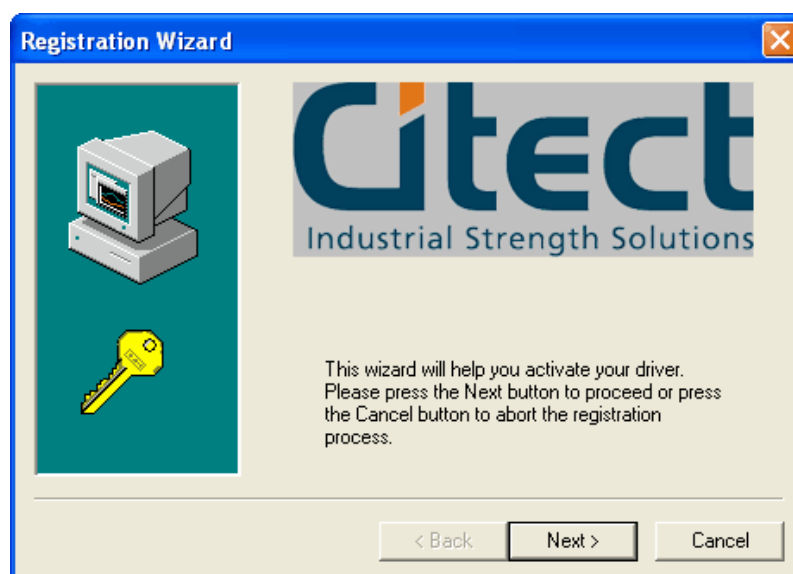 Registration Wizard
Citect
Industrial Strength Solutions
This wizard will help you activate your driver.
Please press the Next button to proceed or press
the Cancel button to abort the registration
process.
< Back
Next >
Cancel